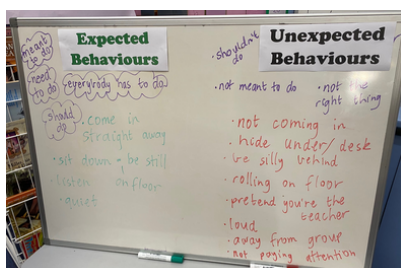 Expected
Behaviours
meant
to do
need
to do
everybody has to do
should
do
• come in
straight away
• sit down + be still
• listen on floor
• quiet
• shouldn't
do
Unexpected
Behaviours
• not meant to do
• not the
right thing
• not coming in
• hide under/desk
• be silly behind
• rolling on floor
• pretend you're the
teacher
• loud
• away from group
• not paying attention